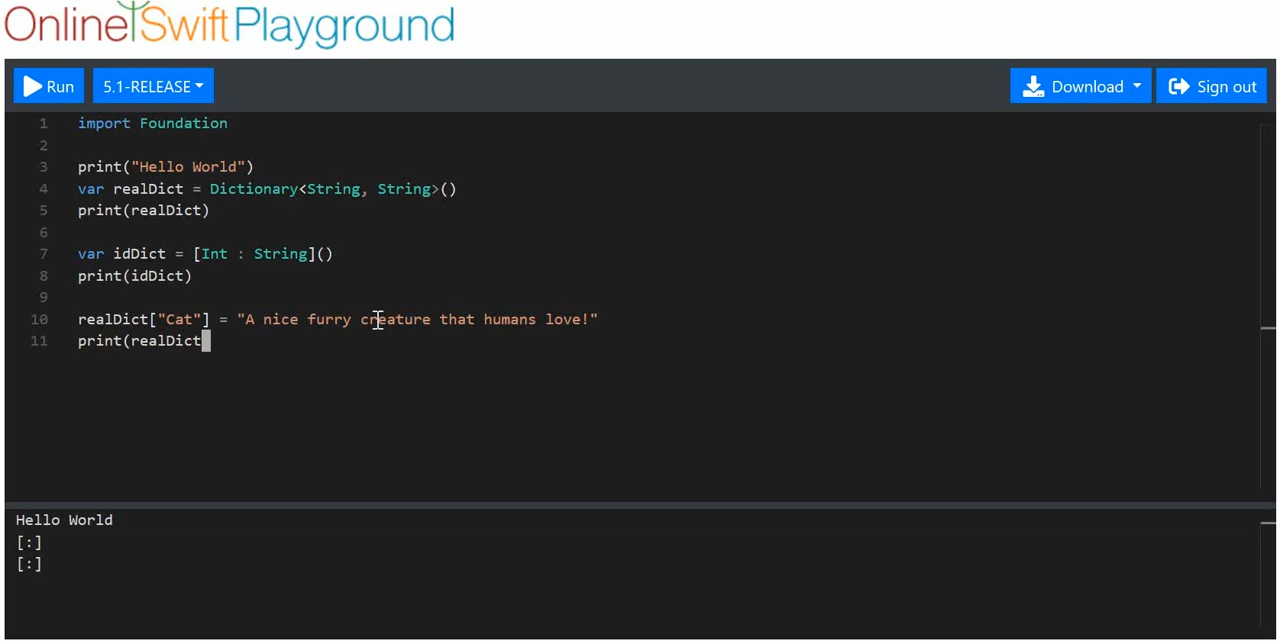 Online Swift Playground
Run 5.1-RELEASE Download Sign out
1 import Foundation
2
3 print("Hello World")
4 var realDict = Dictionary<String, String>()
5 print(realDict)
6
7 var idDict = [Int : String]()
8 print(idDict)
9
10 realDict["Cat"] = "A nice furry creature that humans love!"
11 print(realDict
Hello World
[:]
[:]